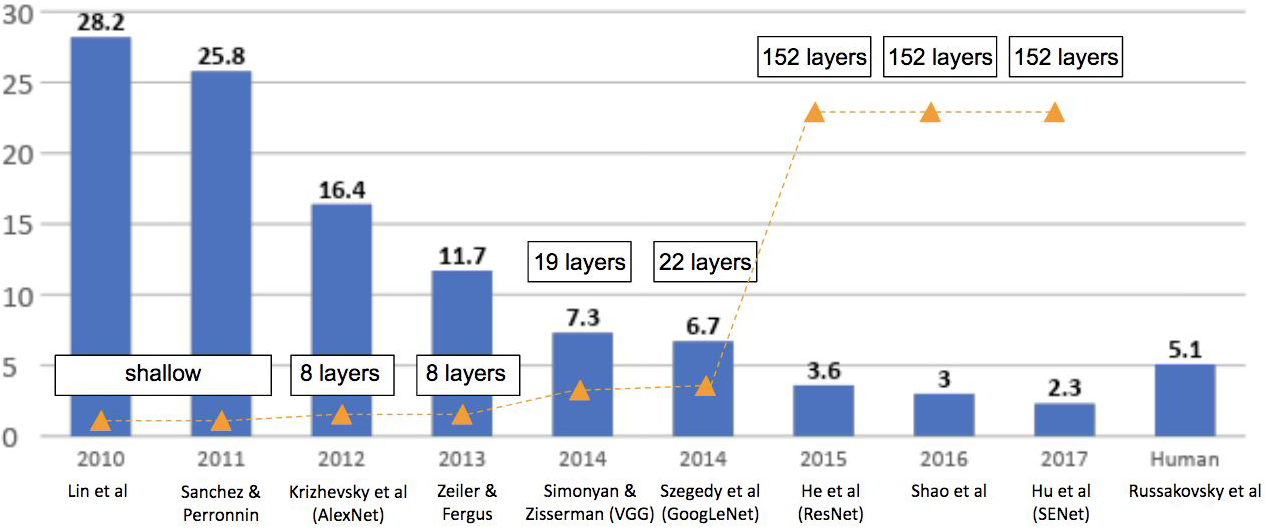 30
28.2
25.8
152 layers
152 layers
152 layers
25
20
16.4
15
11.7
19 layers
22 layers
10
7.3
6.7
5
shallow
8 layers
8 layers
3.6
3
2.3
5.1
0
2010
2011
2012
2013
2014
2014
2015
2016
2017
Human
Lin et al
Sanchez &
Perronnin
Krizhevsky et al
(AlexNet)
Zeiler &
Fergus
Simonyan &
Zisserman (VGG)
Szegedy et al
(GoogLeNet)
He et al
(ResNet)
Shao et al
Hu et al
(SENet)
Russakovsky et al